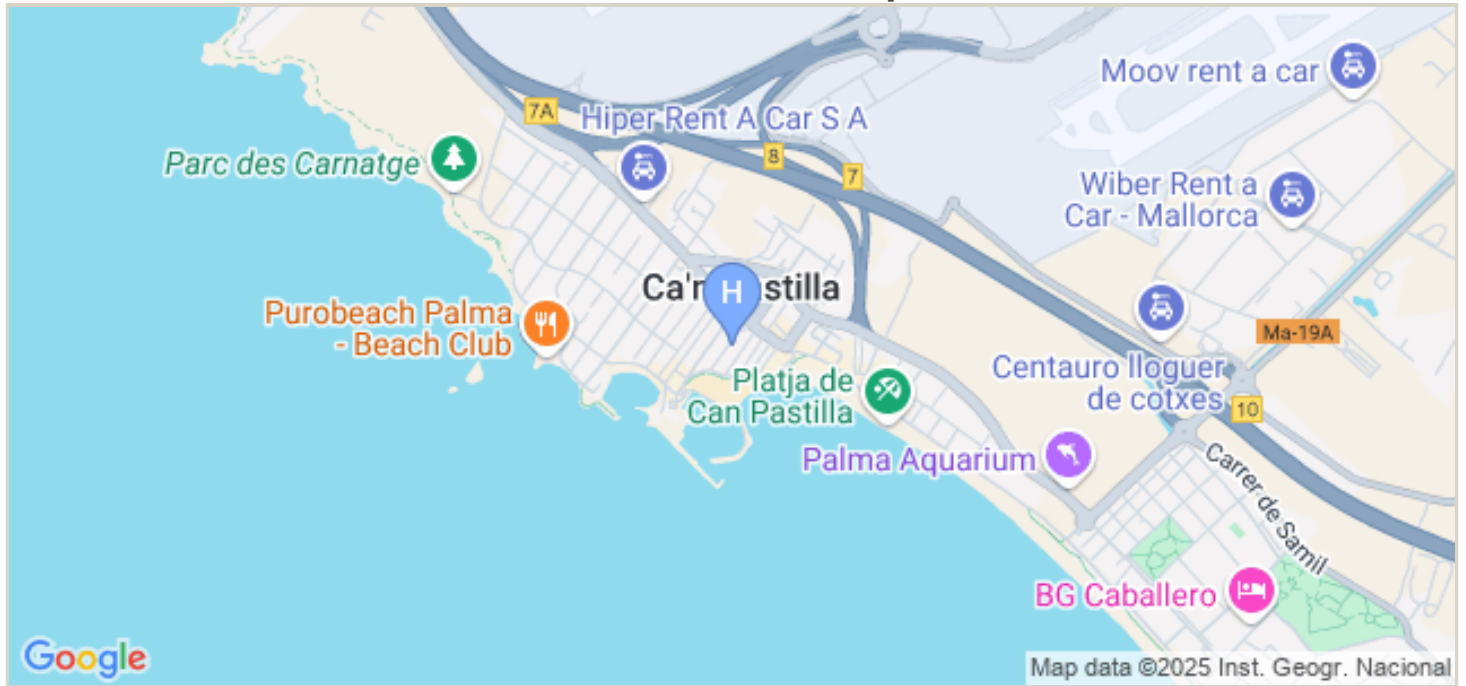 Moov rent a car
7A
Hiper Rent A Car S A
Parc des Carnatge
8
7
Wiber Rent a
Car - Mallorca
Ca'n
stilla
H
Purobeach Palma
- Beach Club
Ma-19A
Centauro lloguer
de cotxes
10
Platja de
Can Pastilla
Palma Aquarium
Carrer de Samil
BG Caballero
Google
Map data ©2025 Inst. Geogr. Nacional